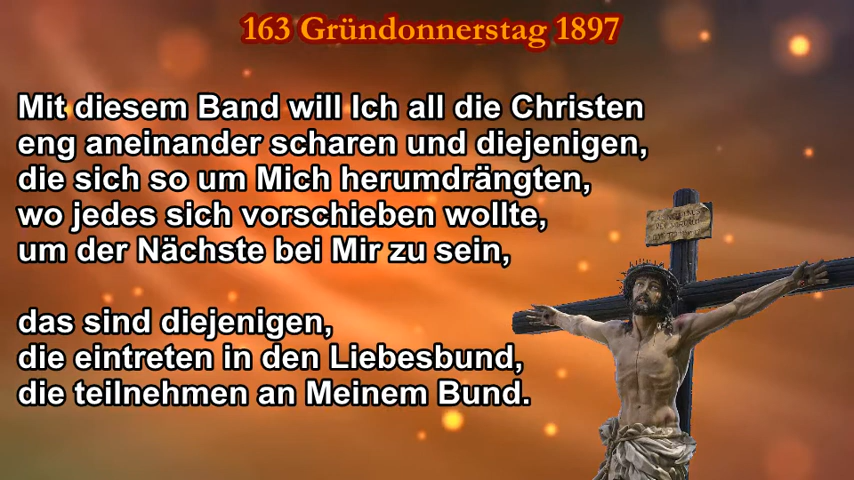 163 Gründonnerstag 1897
Mit diesem Band will Ich all die Christen
eng aneinander scharen und diejenigen,
die sich so um Mich herumdrängten,
wo jedes sich vorschieben wollte,
um der Nächste bei Mir zu sein,
das sind diejenigen,
die eintreten in den Liebesbund,
die teilnehmen an Meinem Bund.